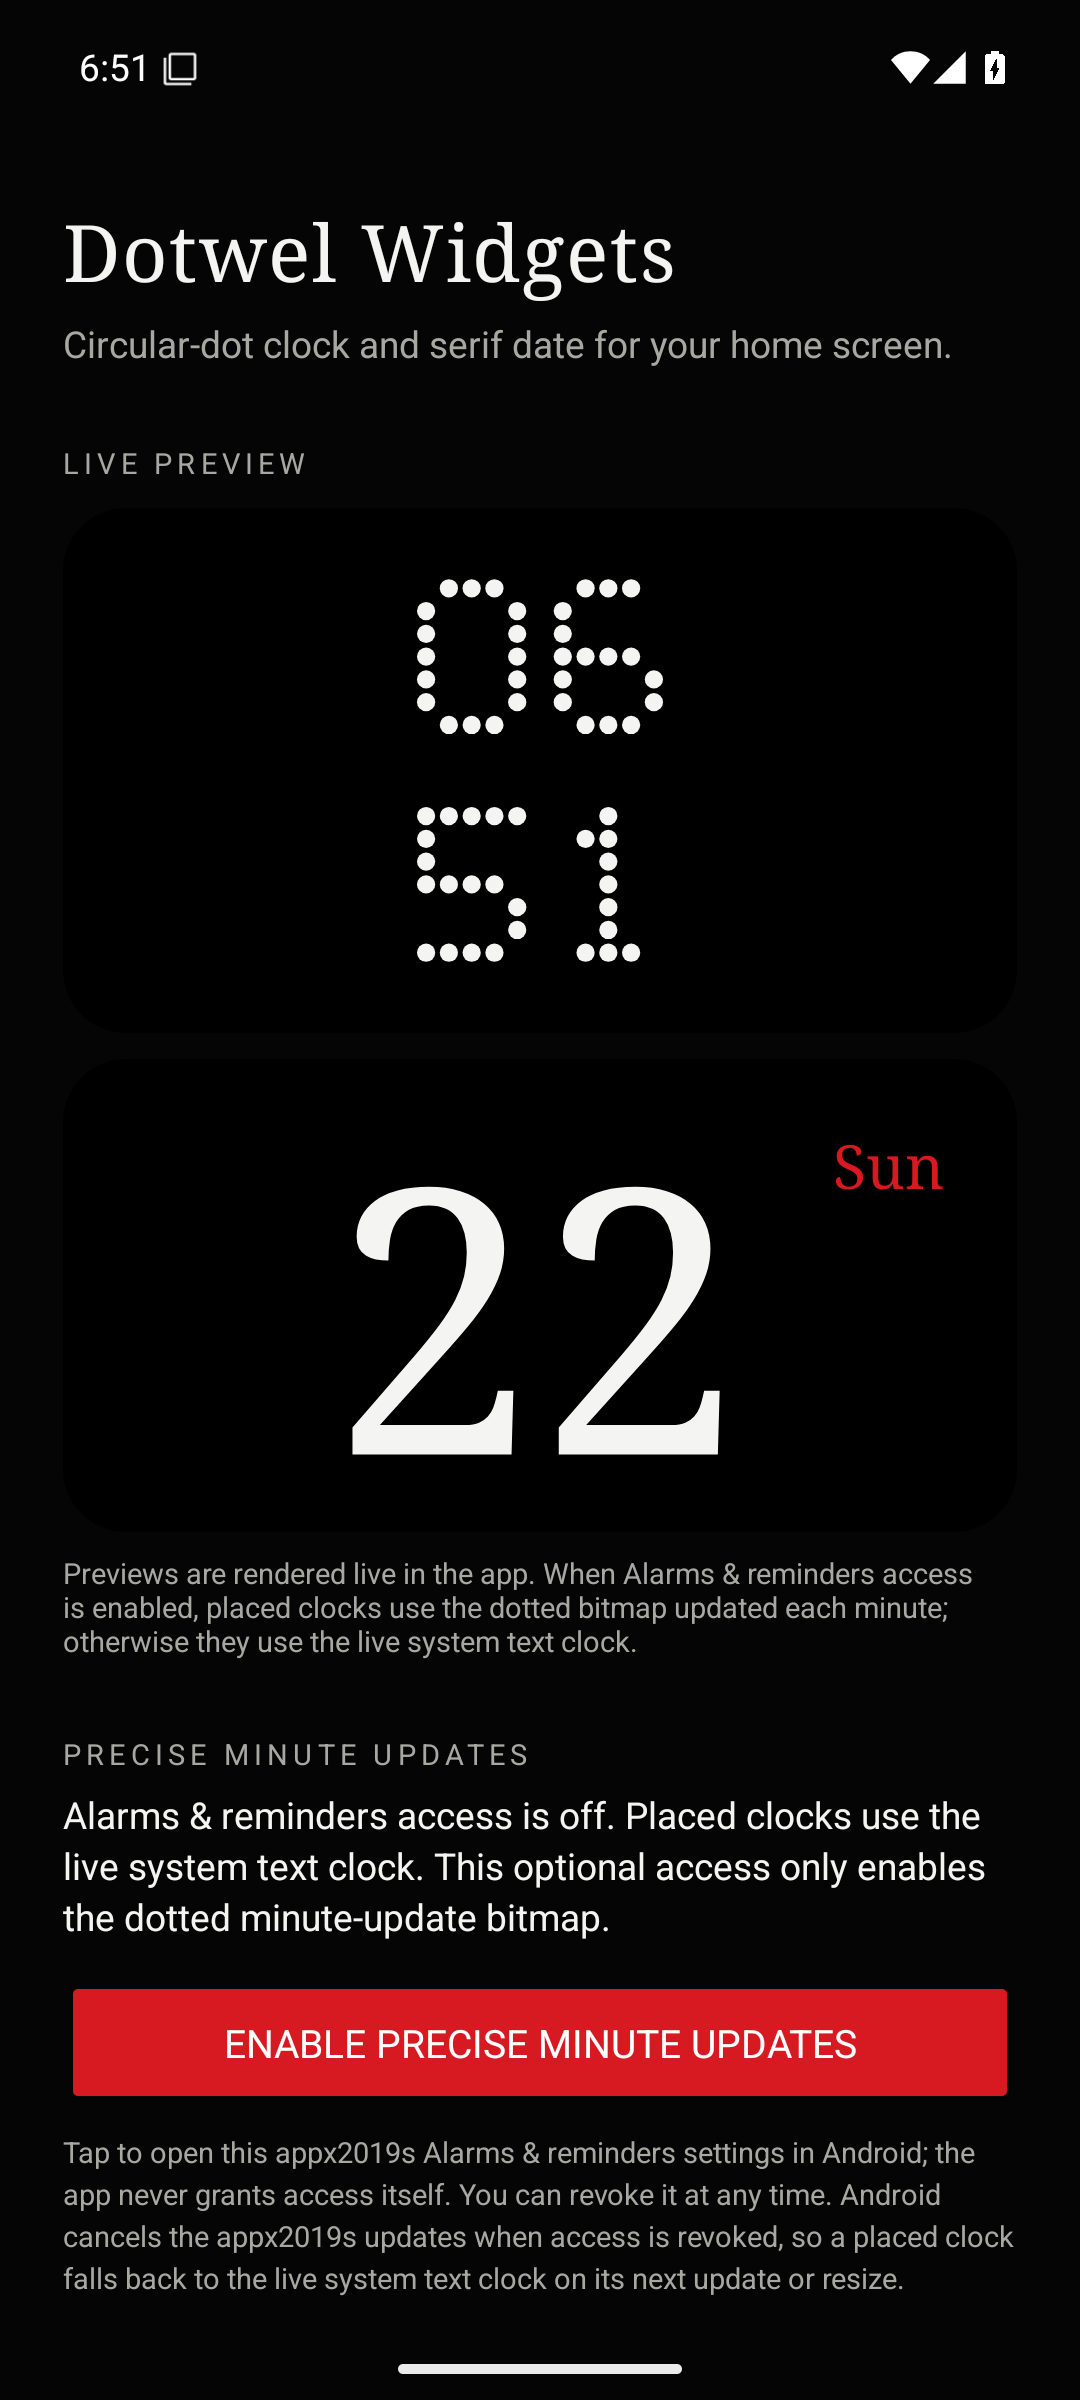 6:51
Dotwel Widgets
Circular-dot clock and serif date for your home screen.
LIVE PREVIEW
06
51
Sun
22
Previews are rendered live in the app. When Alarms & reminders access
is enabled, placed clocks use the dotted bitmap updated each minute;
otherwise they use the live system text clock.
PRECISE MINUTE UPDATES
Alarms & reminders access is off. Placed clocks use the
live system text clock. This optional access only enables
the dotted minute-update bitmap.
ENABLE PRECISE MINUTE UPDATES
Tap to open this appx2019s Alarms & reminders settings in Android; the
app never grants access itself. You can revoke it at any time. Android
cancels the appx2019s updates when access is revoked, so a placed clock
falls back to the live system text clock on its next update or resize.